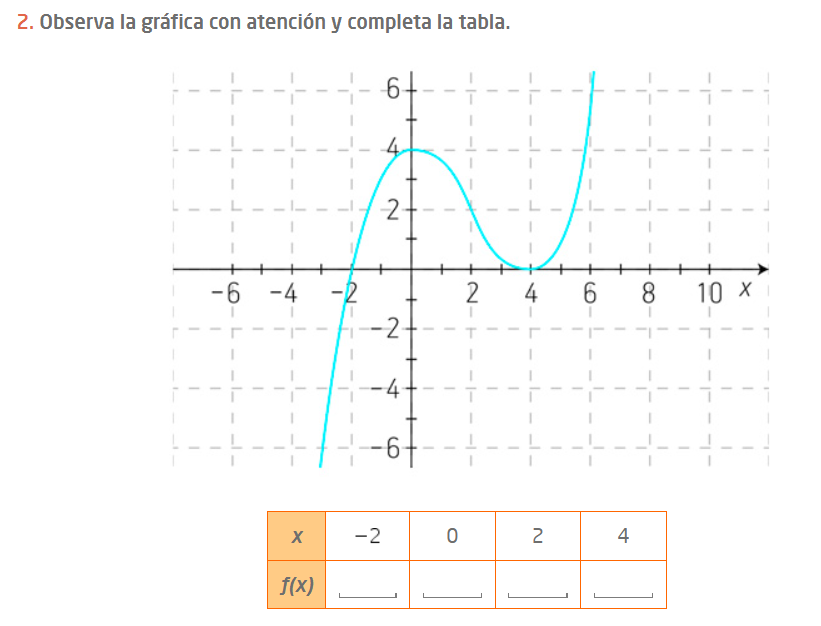 2. Observa la gráfica con atención y completa la tabla.
6
4
2
−6 −4 −2 2 4 6 8 10 x
−2
−4
−6
x −2 0 2 4
f(x)